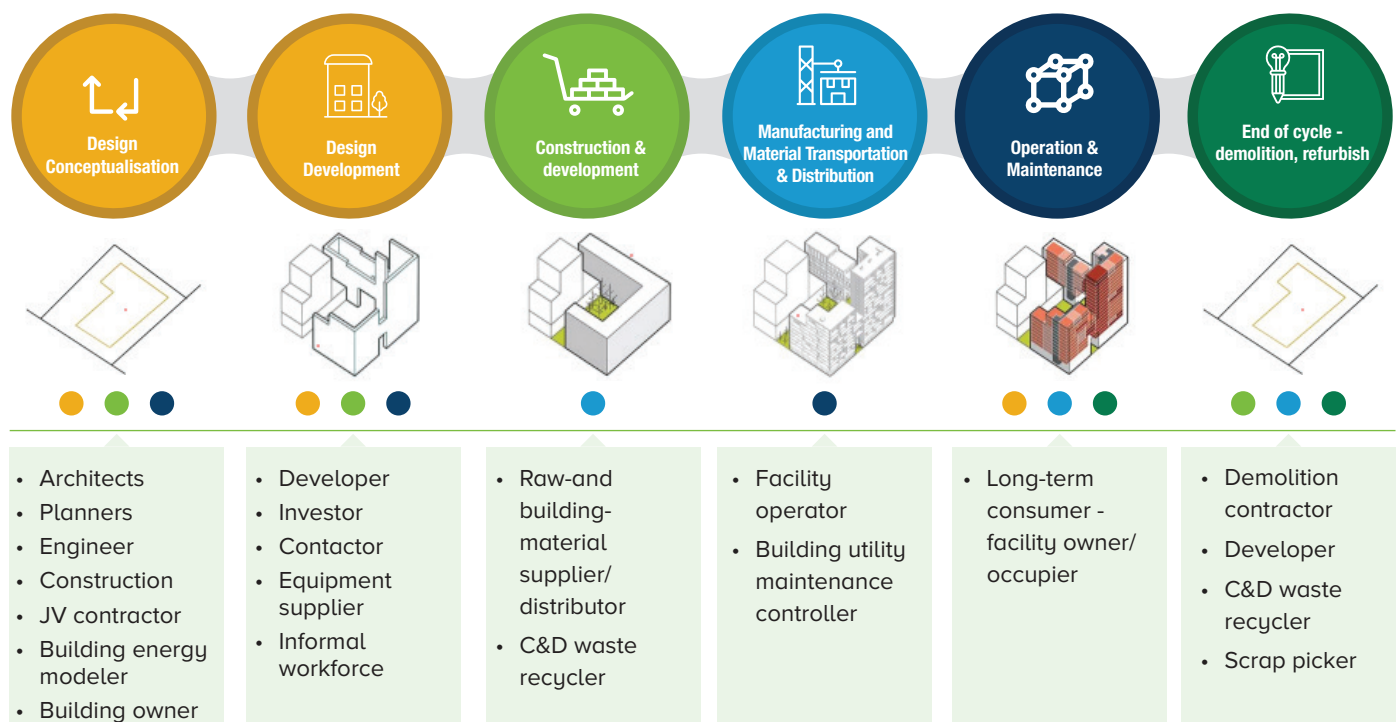 Design
Conceptualisation
Design
Development
Construction &
development
Manufacturing and
Material Transportation
& Distribution
Operation &
Maintenance
End of cycle -
demolition, refurbish
• Architects
• Planners
• Engineer
• Construction
• JV contractor
• Building energy
modeler
• Building owner
• Developer
• Investor
• Contactor
• Equipment
supplier
• Informal
workforce
• Raw-and
building-
material
supplier/
distributor
• C&D waste
recycler
• Facility
operator
• Building utility
maintenance
controller
• Long-term
consumer -
facility owner/
occupier
• Demolition
contractor
• Developer
• C&D waste
recycler
• Scrap picker